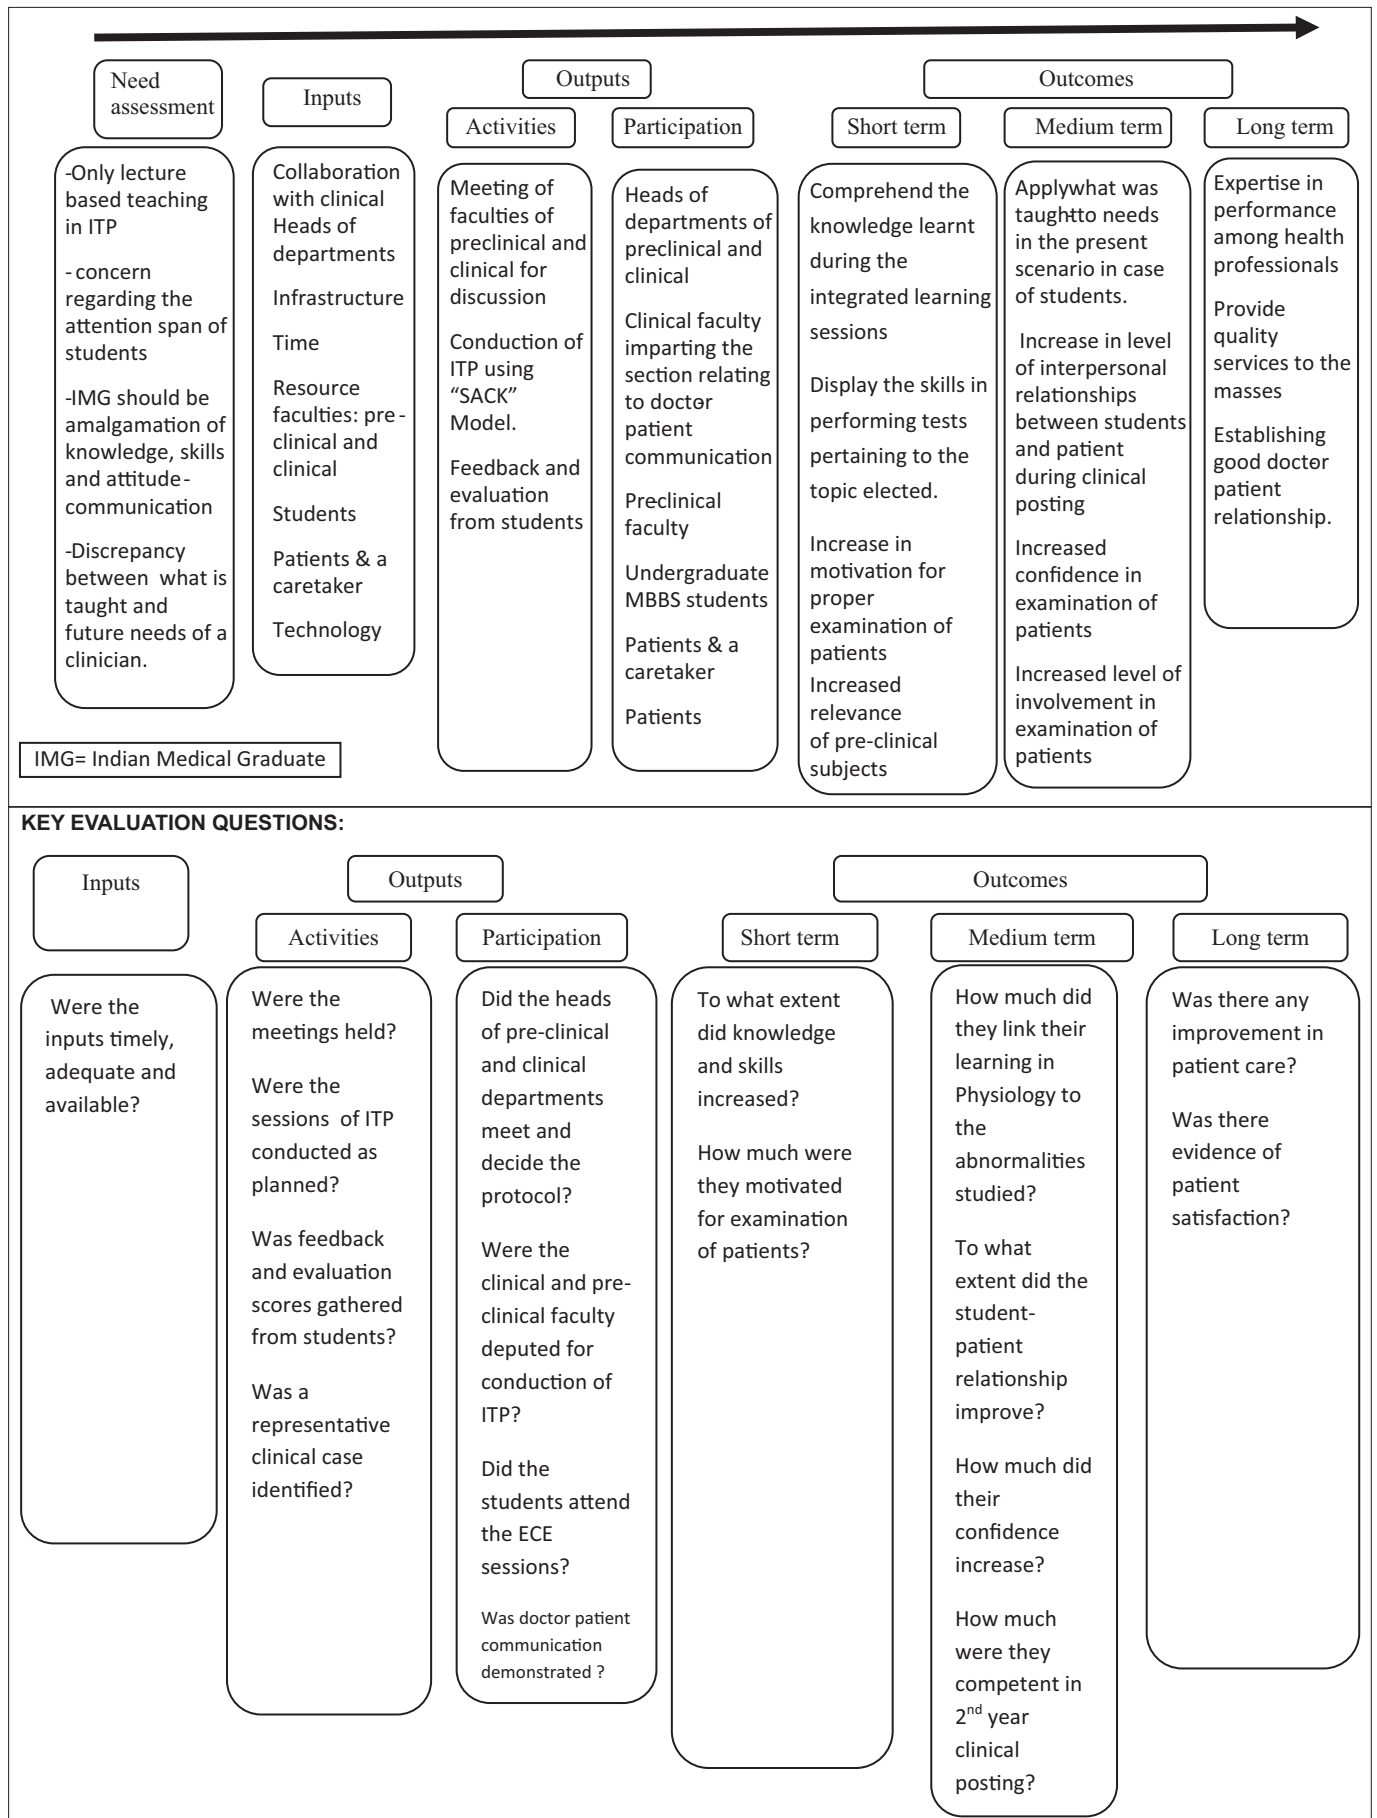 Need
assessment
Inputs
Outputs
Outcomes
Activities
Participation
Short term
Medium term
Long term
-Only lecture
based teaching
in ITP
- concern
regarding the
attention span of
students
-IMG should be
amalgamation of
knowledge, skills
and attitude-
communication
-Discrepancy
between what is
taught and
future needs of a
clinician.
Collaboration
with clinical
Heads of
departments
Infrastructure
Time
Resource
faculties: pre-
clinical and
clinical
Students
Patients & a
caretaker
Technology
Meeting of
faculties of
preclinical and
clinical for
discussion
Conduction of
ITP using
“SACK”
Model.
Feedback and
evaluation
from students
Heads of
departments of
preclinical and
clinical
Clinical faculty
imparting the
section relating
to doctor
patient
communication
Preclinical
faculty
Undergraduate
MBBS students
Patients & a
caretaker
Patients
Comprehend the
knowledge learnt
during the
integrated learning
sessions
Display the skills in
performing tests
pertaining to the
topic elected.
Increase in
motivation for
proper
examination of
patients
Increased
relevance
of pre-clinical
subjects
Applywhat was
taught to needs
in the present
scenario in case
of students.
Increase in level
of interpersonal
relationships
between students
and patient
during clinical
posting
Increased
confidence in
examination of
patients
Increased level of
involvement in
examination of
patients
Expertise in
performance
among health
professionals
Provide
quality
services to the
masses
Establishing
good doctor
patient
relationship.
IMG= Indian Medical Graduate
KEY EVALUATION QUESTIONS:
Inputs
Outputs
Outcomes
Activities
Participation
Short term
Medium term
Long term
Were the
inputs timely,
adequate and
available?
Were the
meetings held?
Were the
sessions of ITP
conducted as
planned?
Was feedback
and evaluation
scores gathered
from students?
Was a
representative
clinical case
identified?
Did the heads
of pre-clinical
and clinical
departments
meet and
decide the
protocol?
Were the
clinical and pre-
clinical faculty
deputed for
conduction of
ITP?
Did the
students attend
the ECE
sessions?
Was doctor patient
communication
demonstrated ?
To what extent
did knowledge
and skills
increased?
How much were
they motivated
for examination
of patients?
How much did
they link their
learning in
Physiology to
the
abnormalities
studied?
To what
extent did the
student-
patient
relationship
improve?
How much did
their
confidence
increase?
How much
were they
competent in
2nd year
clinical
posting?
Was there any
improvement in
patient care?
Was there
evidence of
patient
satisfaction?